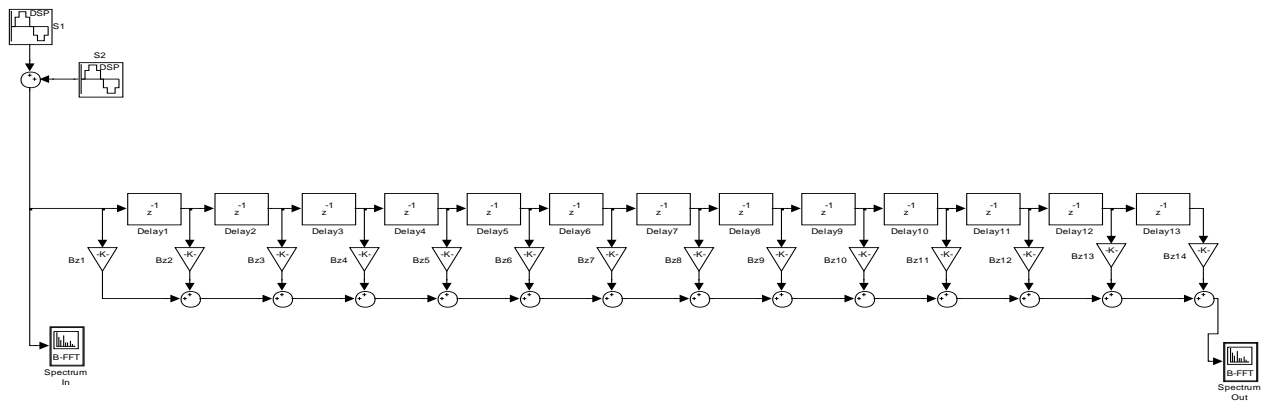 DSP
S1
S2
DSP
-1
z
-1
z
-1
z
-1
z
-1
z
-1
z
-1
z
-1
z
-1
z
-1
z
-1
z
-1
z
-1
z
Delay1
Delay2
Delay3
Delay4
Delay5
Delay6
Delay7
Delay8
Delay9
Delay10
Delay11
Delay12
Delay13
Bz1
-K-
Bz2
-K-
Bz3
-K-
Bz4
-K-
Bz5
-K-
Bz6
-K-
Bz7
-K-
Bz8
-K-
Bz9
-K-
Bz10
-K-
Bz11
-K-
Bz12
-K-
Bz13
-K-
Bz14
-K-
B-FFT
Spectrum
In
B-FFT
Spectrum
Out